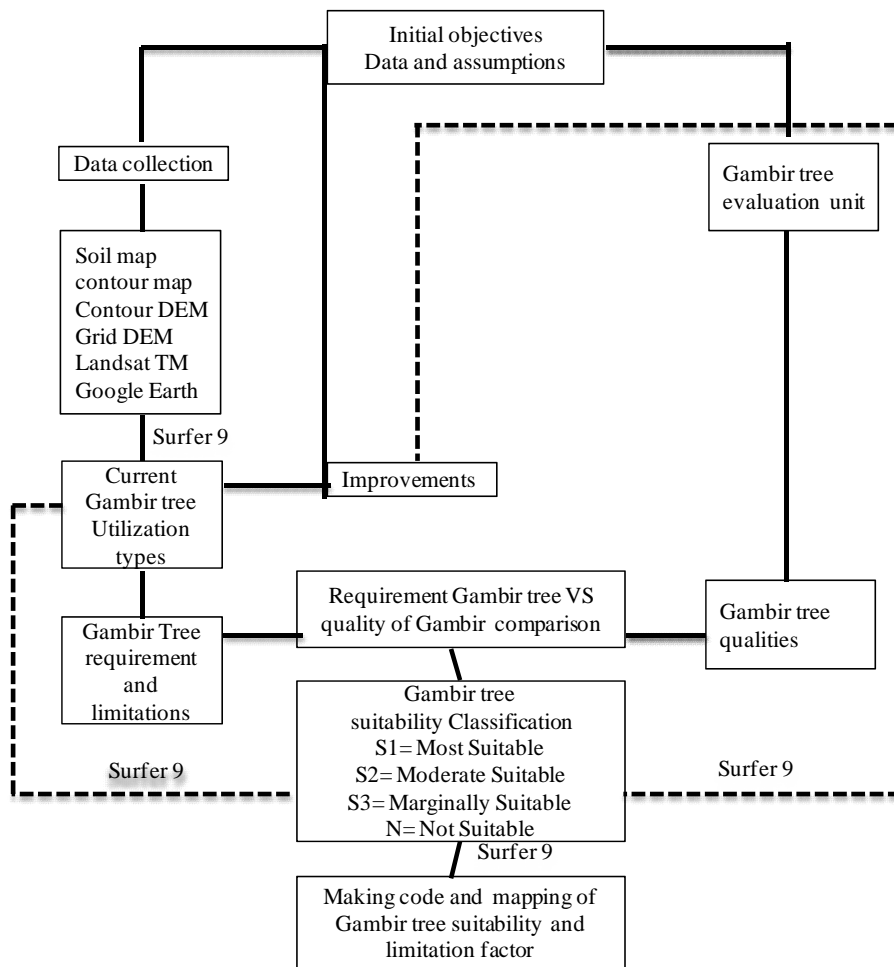 Initial objectives
Data and assumptions
Data collection
Gambir tree
evaluation unit
Soil map
contour map
Contour DEM
Grid DEM
Landsat TM
Google Earth
Surfer 9
Current
Gambir tree
Utilization
types
Improvements
Requirement Gambir tree VS
quality of Gambir comparison
Gambir tree
qualities
Gambir Tree
requirement
and
limitations
Gambir tree
suitability Classification
S1= Most Suitable
S2= Moderate Suitable
S3= Marginally Suitable
N= Not Suitable
Surfer 9
Surfer 9
Surfer 9
Making code and mapping of
Gambir tree suitability and
limitation factor